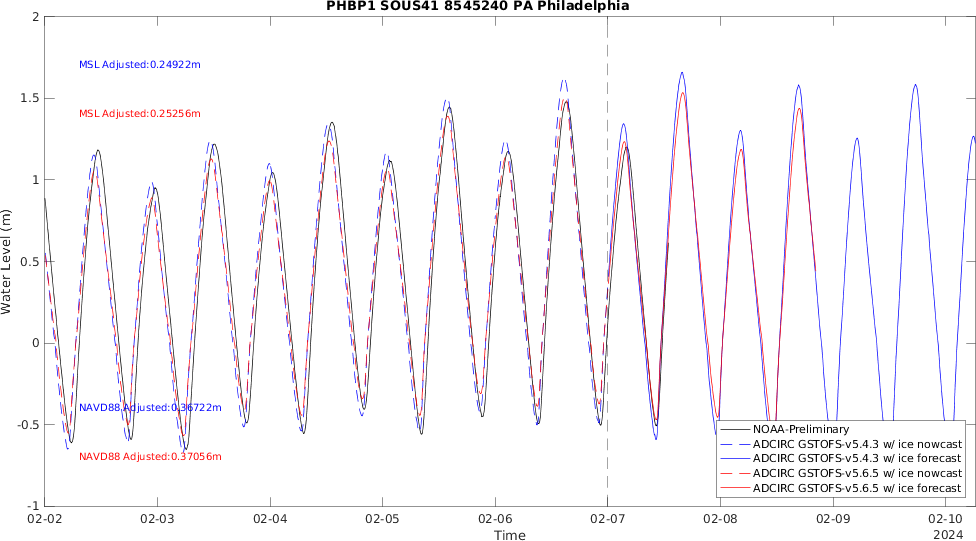 PHBP1 SOUS41 8545240 PA Philadelphia
2
MSL Adjusted:0.24922m
1.5
MSL Adjusted:0.25256m
1
Water Level (m)
0.5
0
NAVD88 Adjusted:0.36722m
-0.5
NAVD88 Adjusted:0.37056m
-1
NOAA-Preliminary
ADCIRC GSTOFS-v5.4.3 w/ ice nowcast
ADCIRC GSTOFS-v5.4.3 w/ ice forecast
ADCIRC GSTOFS-v5.6.5 w/ ice nowcast
ADCIRC GSTOFS-v5.6.5 w/ ice forecast
02-02 02-03 02-04 02-05 02-06 02-07 02-08 02-09 02-10
Time
2024